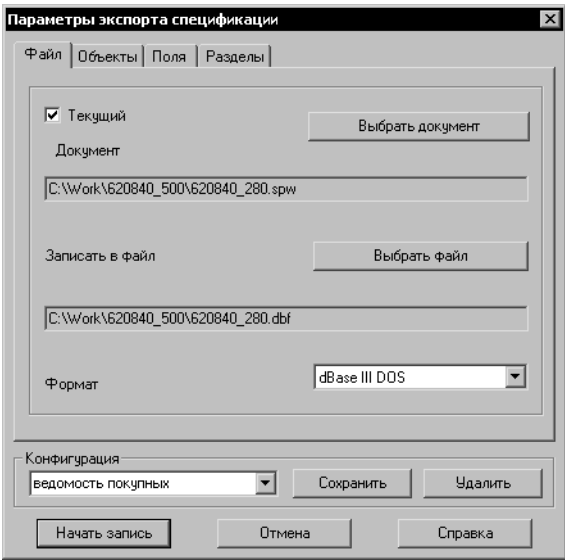 Параметры экспорта спецификации
Файл Объекты Поля Разделы
Текущий
Выбрать документ
Документ
C:\Work\620840_500\620840_280.spw
Записать в файл
Выбрать файл
C:\Work\620840_500\620840_280.dbf
Формат
dBase III DOS
Конфигурация
ведомость покупных
Сохранить
Удалить
Начать запись
Отмена
Справка